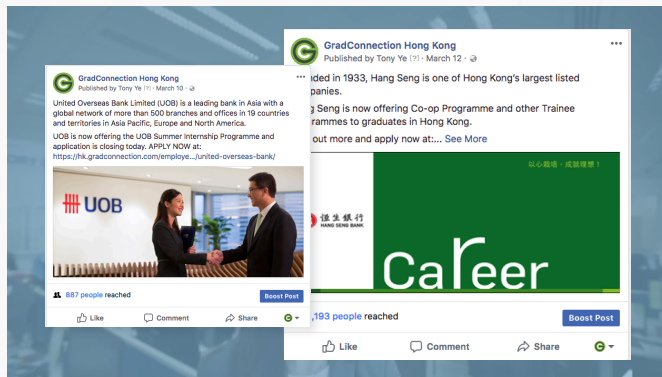 GradConnection Hong Kong
Published by Tony Ye [?] · March 10 ·
United Overseas Bank Limited (UOB) is a leading bank in Asia with a
global network of more than 500 branches and offices in 19 countries
and territories in Asia Pacific, Europe and North America.
UOB is now offering the UOB Summer Internship Programme and
application is closing today. APPLY NOW at:
https://hk.gradconnection.com/employe.../united-overseas-bank/
UOB
887 people reached
Boost Post
Like Comment Share
GradConnection Hong Kong
Published by Tony Ye [?] · March 12 ·
in 1933, Hang Seng is one of Hong Kong's largest listed
Seng is now offering Co-op Programme and other Trainee
to graduates in Hong Kong.
out more and apply now at:... See More
以心栽培·成就理想！
恒生銀行
HANG SENG BANK
Career
,193 people reached
Boost Post
Like Comment Share